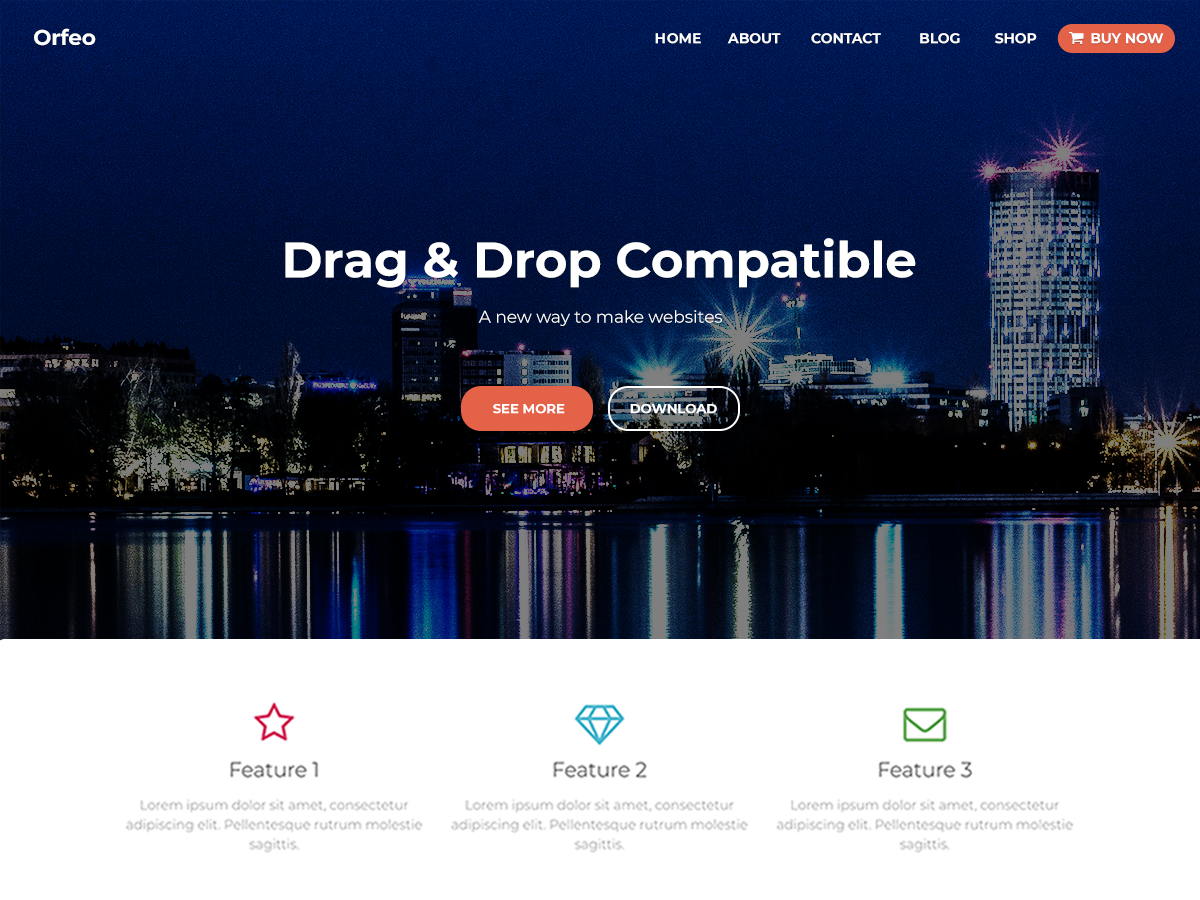 Orfeo
HOME ABOUT CONTACT BLOG SHOP BUY NOW
Drag & Drop Compatible
A new way to make websites
SEE MORE DOWNLOAD
Feature 1 Feature 2 Feature 3
Lorem ipsum dolor sit amet, consectetur Lorem ipsum dolor sit amet, consectetur Lorem ipsum dolor sit amet, consectetur
adipiscing elit. Pellentesque rutrum molestie adipiscing elit. Pellentesque rutrum molestie adipiscing elit. Pellentesque rutrum molestie
sagittis. sagittis. sagittis.